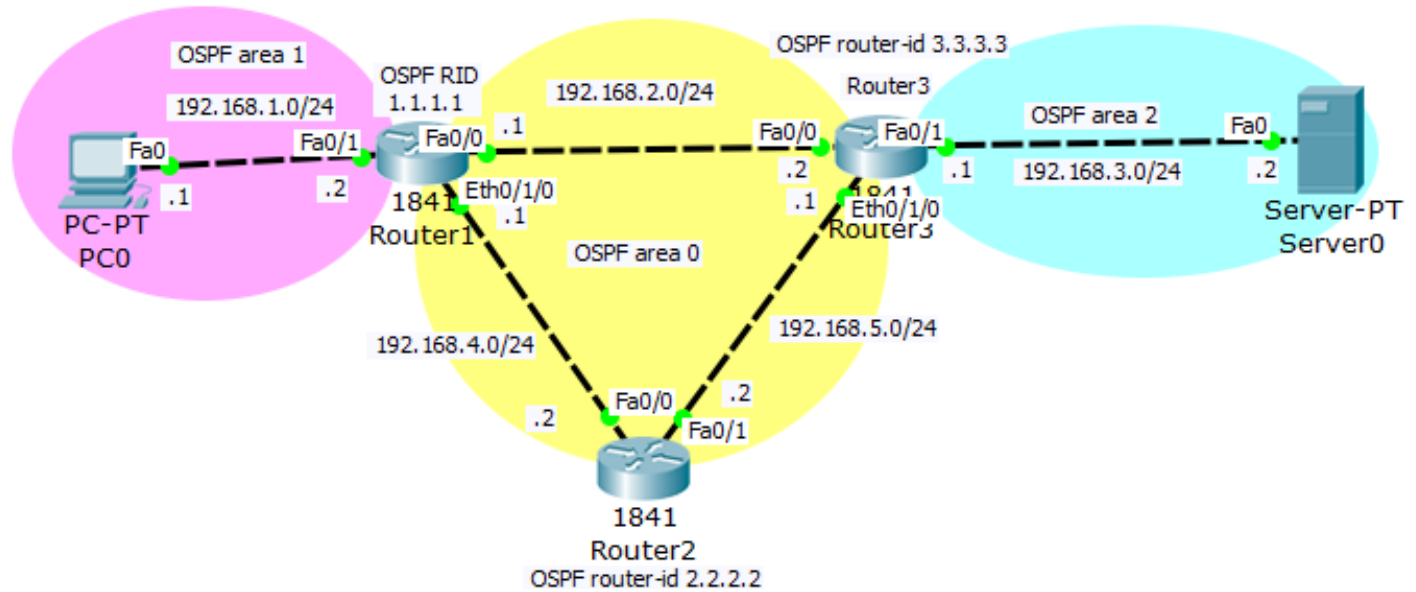 OSPF area 1
192.168.1.0/24
Fa0
.1
PC-PT
PC0
Fa0/1
.2
OSPF RID
1.1.1.1
Fa0/0
.1
1841
Router1
Eth0/1/0
.1
192.168.2.0/24
OSPF area 0
OSPF router-id 3.3.3.3
Router3
Fa0/0
.2
Fa0/1
.1
.1
Eth0/1/0
1841
Router3
OSPF area 2
192.168.3.0/24
Fa0
.2
Server-PT
Server0
192.168.4.0/24
192.168.5.0/24
.2
Fa0/0
.2
Fa0/1
1841
Router2
OSPF router-id 2.2.2.2